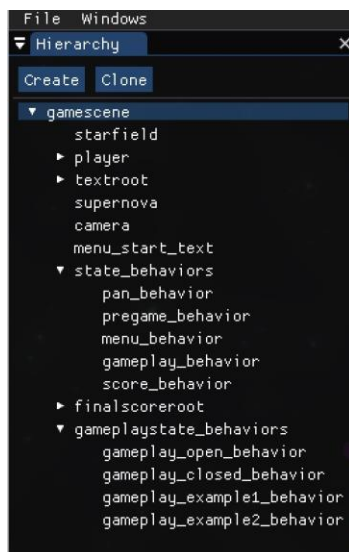 File Windows
Hierarchy
Create Clone
gamescene
starfield
player
textroot
supernova
camera
menu_start_text
state_behaviors
pan_behavior
pregame_behavior
menu_behavior
gameplay_behavior
score_behavior
finalscoreroot
gameplaystate_behaviors
gameplay_open_behavior
gameplay_closed_behavior
gameplay_example1_behavior
gameplay_example2_behavior